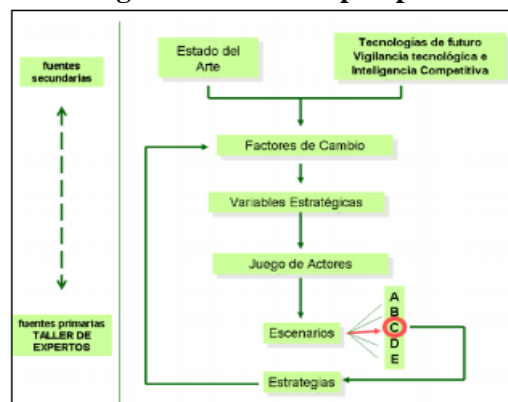 fuentes
secundarias
fuentes primarias
TALLER DE
EXPERTOS
Estado del
Arte
Tecnologías de futuro
Vigilancia tecnológica e
Inteligencia Competitiva
Factores de Cambio
Variables Estratégicas
Juego de Actores
Escenarios
A
B
C
D
E
Estrategias